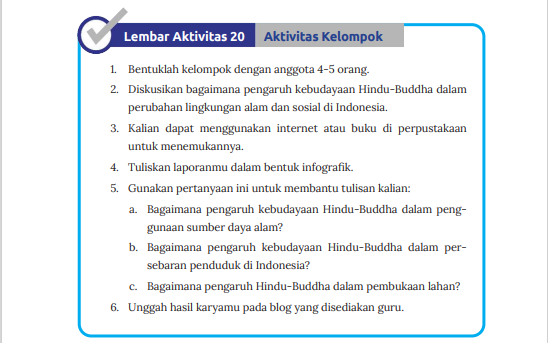 Lembar Aktivitas 20 Aktivitas Kelompok
1. Bentuklah kelompok dengan anggota 4-5 orang.
2. Diskusikan bagaimana pengaruh kebudayaan Hindu-Buddha dalam
perubahan lingkungan alam dan sosial di Indonesia.
3. Kalian dapat menggunakan internet atau buku di perpustakaan
untuk menemukannya.
4. Tuliskan laporanmu dalam bentuk infografik.
5. Gunakan pertanyaan ini untuk membantu tulisan kalian:
a. Bagaimana pengaruh kebudayaan Hindu-Buddha dalam peng-
gunaan sumber daya alam?
b. Bagaimana pengaruh kebudayaan Hindu-Buddha dalam per-
sebaran penduduk di Indonesia?
c. Bagaimana pengaruh Hindu-Buddha dalam pembukaan lahan?
6. Unggah hasil karyamu pada blog yang disediakan guru.